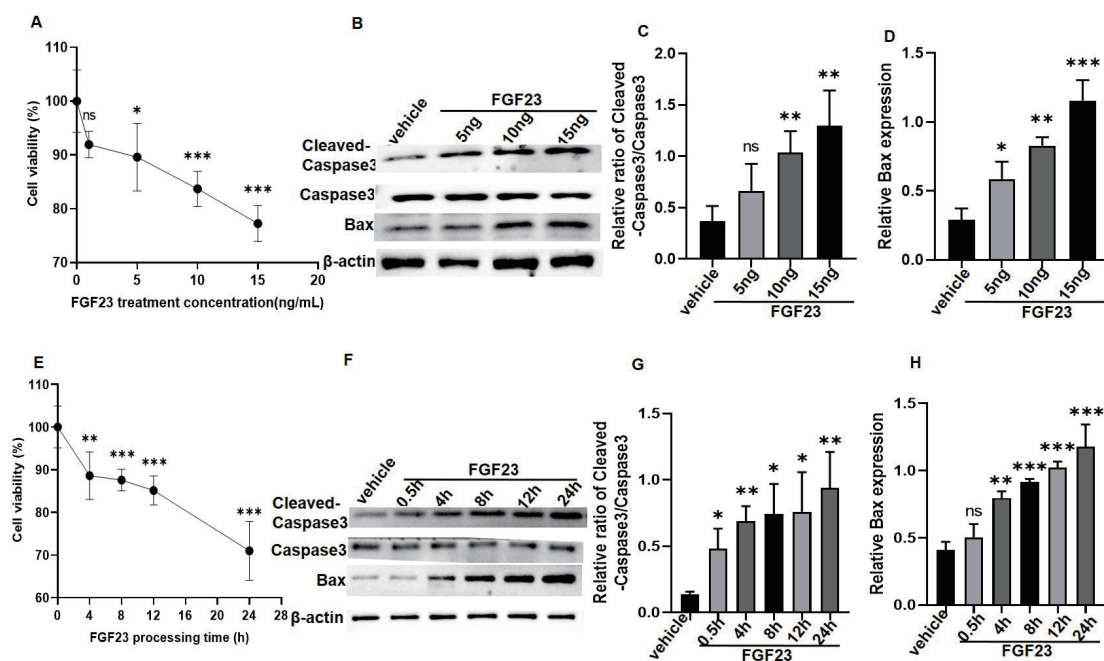 A
110
100
90
80
70
0
5
10
15
20
ns
*
***
***
Cell viability (%)
FGF23 treatment concentration(ng/mL)
B
FGF23
vehicle
5ng
10ng
15ng
Cleaved-
Caspase3
Caspase3
Bax
β-actin
C
Relative ratio of Cleaved
-Caspase3/Caspase3
2.0
1.5
1.0
0.5
0.0
ns
**
**
vehicle
5ng
10ng
15ng
FGF23
D
Relative Bax expression
1.5
1.0
0.5
0.0
*
**
***
vehicle
5ng
10ng
15ng
FGF23
E
110
100
90
80
70
60
0
4
8
12
16
20
24
28
**
***
***
***
Cell viability (%)
FGF23 processing time (h)
F
FGF23
vehicle
0.5h
4h
8h
12h
24h
Cleaved-
Caspase3
Caspase3
Bax
β-actin
G
Relative ratio of Cleaved
-Caspase3/Caspase3
1.5
1.0
0.5
0.0
*
**
*
*
**
vehicle
0.5h
4h
8h
12h
24h
FGF23
H
Relative Bax expression
1.5
1.0
0.5
0.0
ns
**
***
***
***
vehicle
0.5h
4h
8h
12h
24h
FGF23